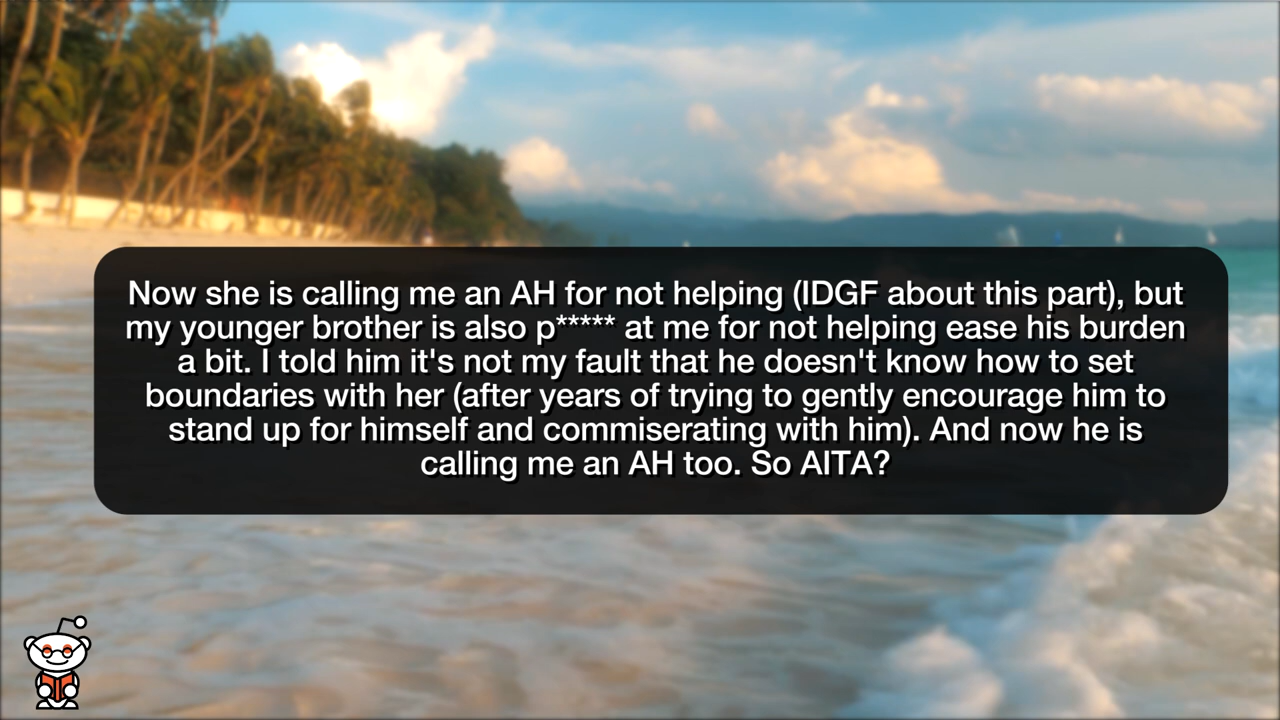 Now she is calling me an AH for not helping (IDGF about this part), but
my younger brother is also p***** at me for not helping ease his burden
a bit. I told him it's not my fault that he doesn't know how to set
boundaries with her (after years of trying to gently encourage him to
stand up for himself and commiserating with him). And now he is
calling me an AH too. So AITA?